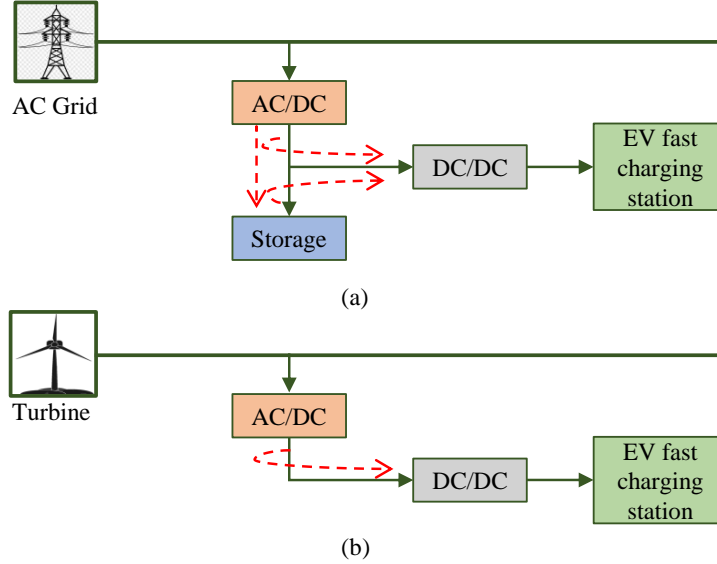 AC Grid
AC/DC
DC/DC
EV fast
charging
station
Storage
(a)
Turbine
AC/DC
DC/DC
EV fast
charging
station
(b)